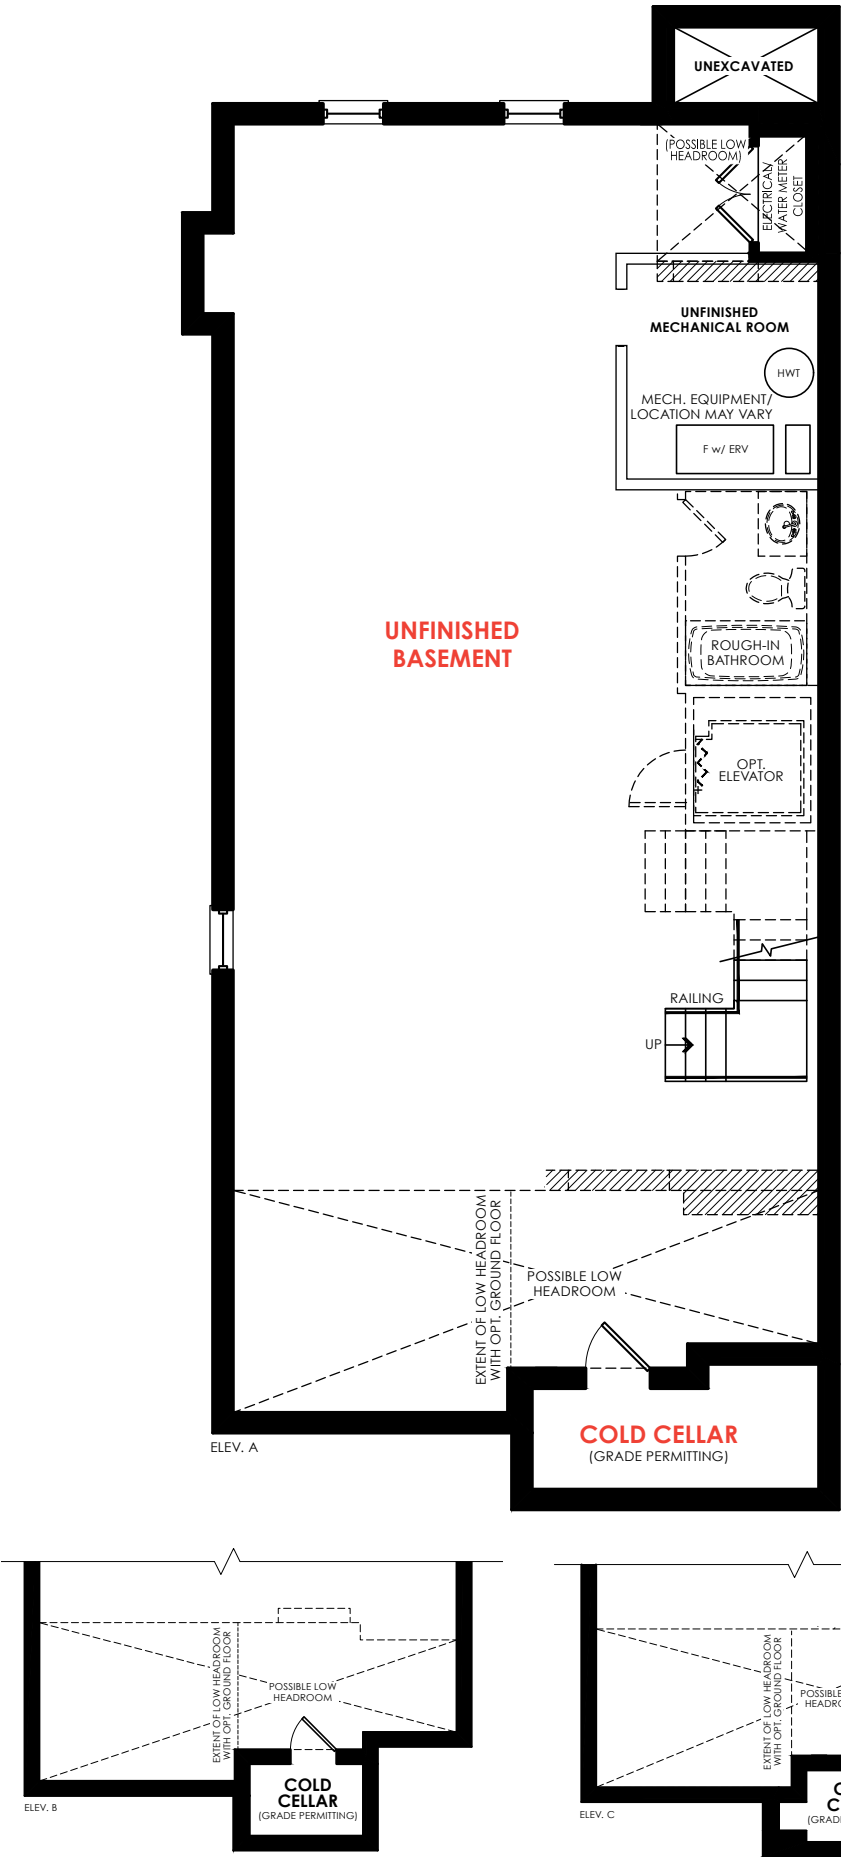 UNEXCAVATED
(POSSIBLE LOW
HEADROOM)
ELECTRICAL/
WATER METER
CLOSET
UNFINISHED
MECHANICAL ROOM
HWT
MECH. EQUIPMENT/
LOCATION MAY VARY
F w/ ERV
UNFINISHED
BASEMENT
ROUGH-IN
BATHROOM
OPT.
ELEVATOR
RAILING
UP
EXTENT OF LOW HEADROOM
WITH OPT. GROUND FLOOR
POSSIBLE LOW
HEADROOM
COLD CELLAR
(GRADE PERMITTING)
ELEV. A
EXTENT OF LOW HEADROOM
WITH OPT. GROUND FLOOR
POSSIBLE LOW
HEADROOM
COLD
CELLAR
(GRADE PERMITTING)
ELEV. B
EXTENT OF LOW HEADROOM
WITH OPT. GROUND FLOOR
POSSIBLE
ELEV. C